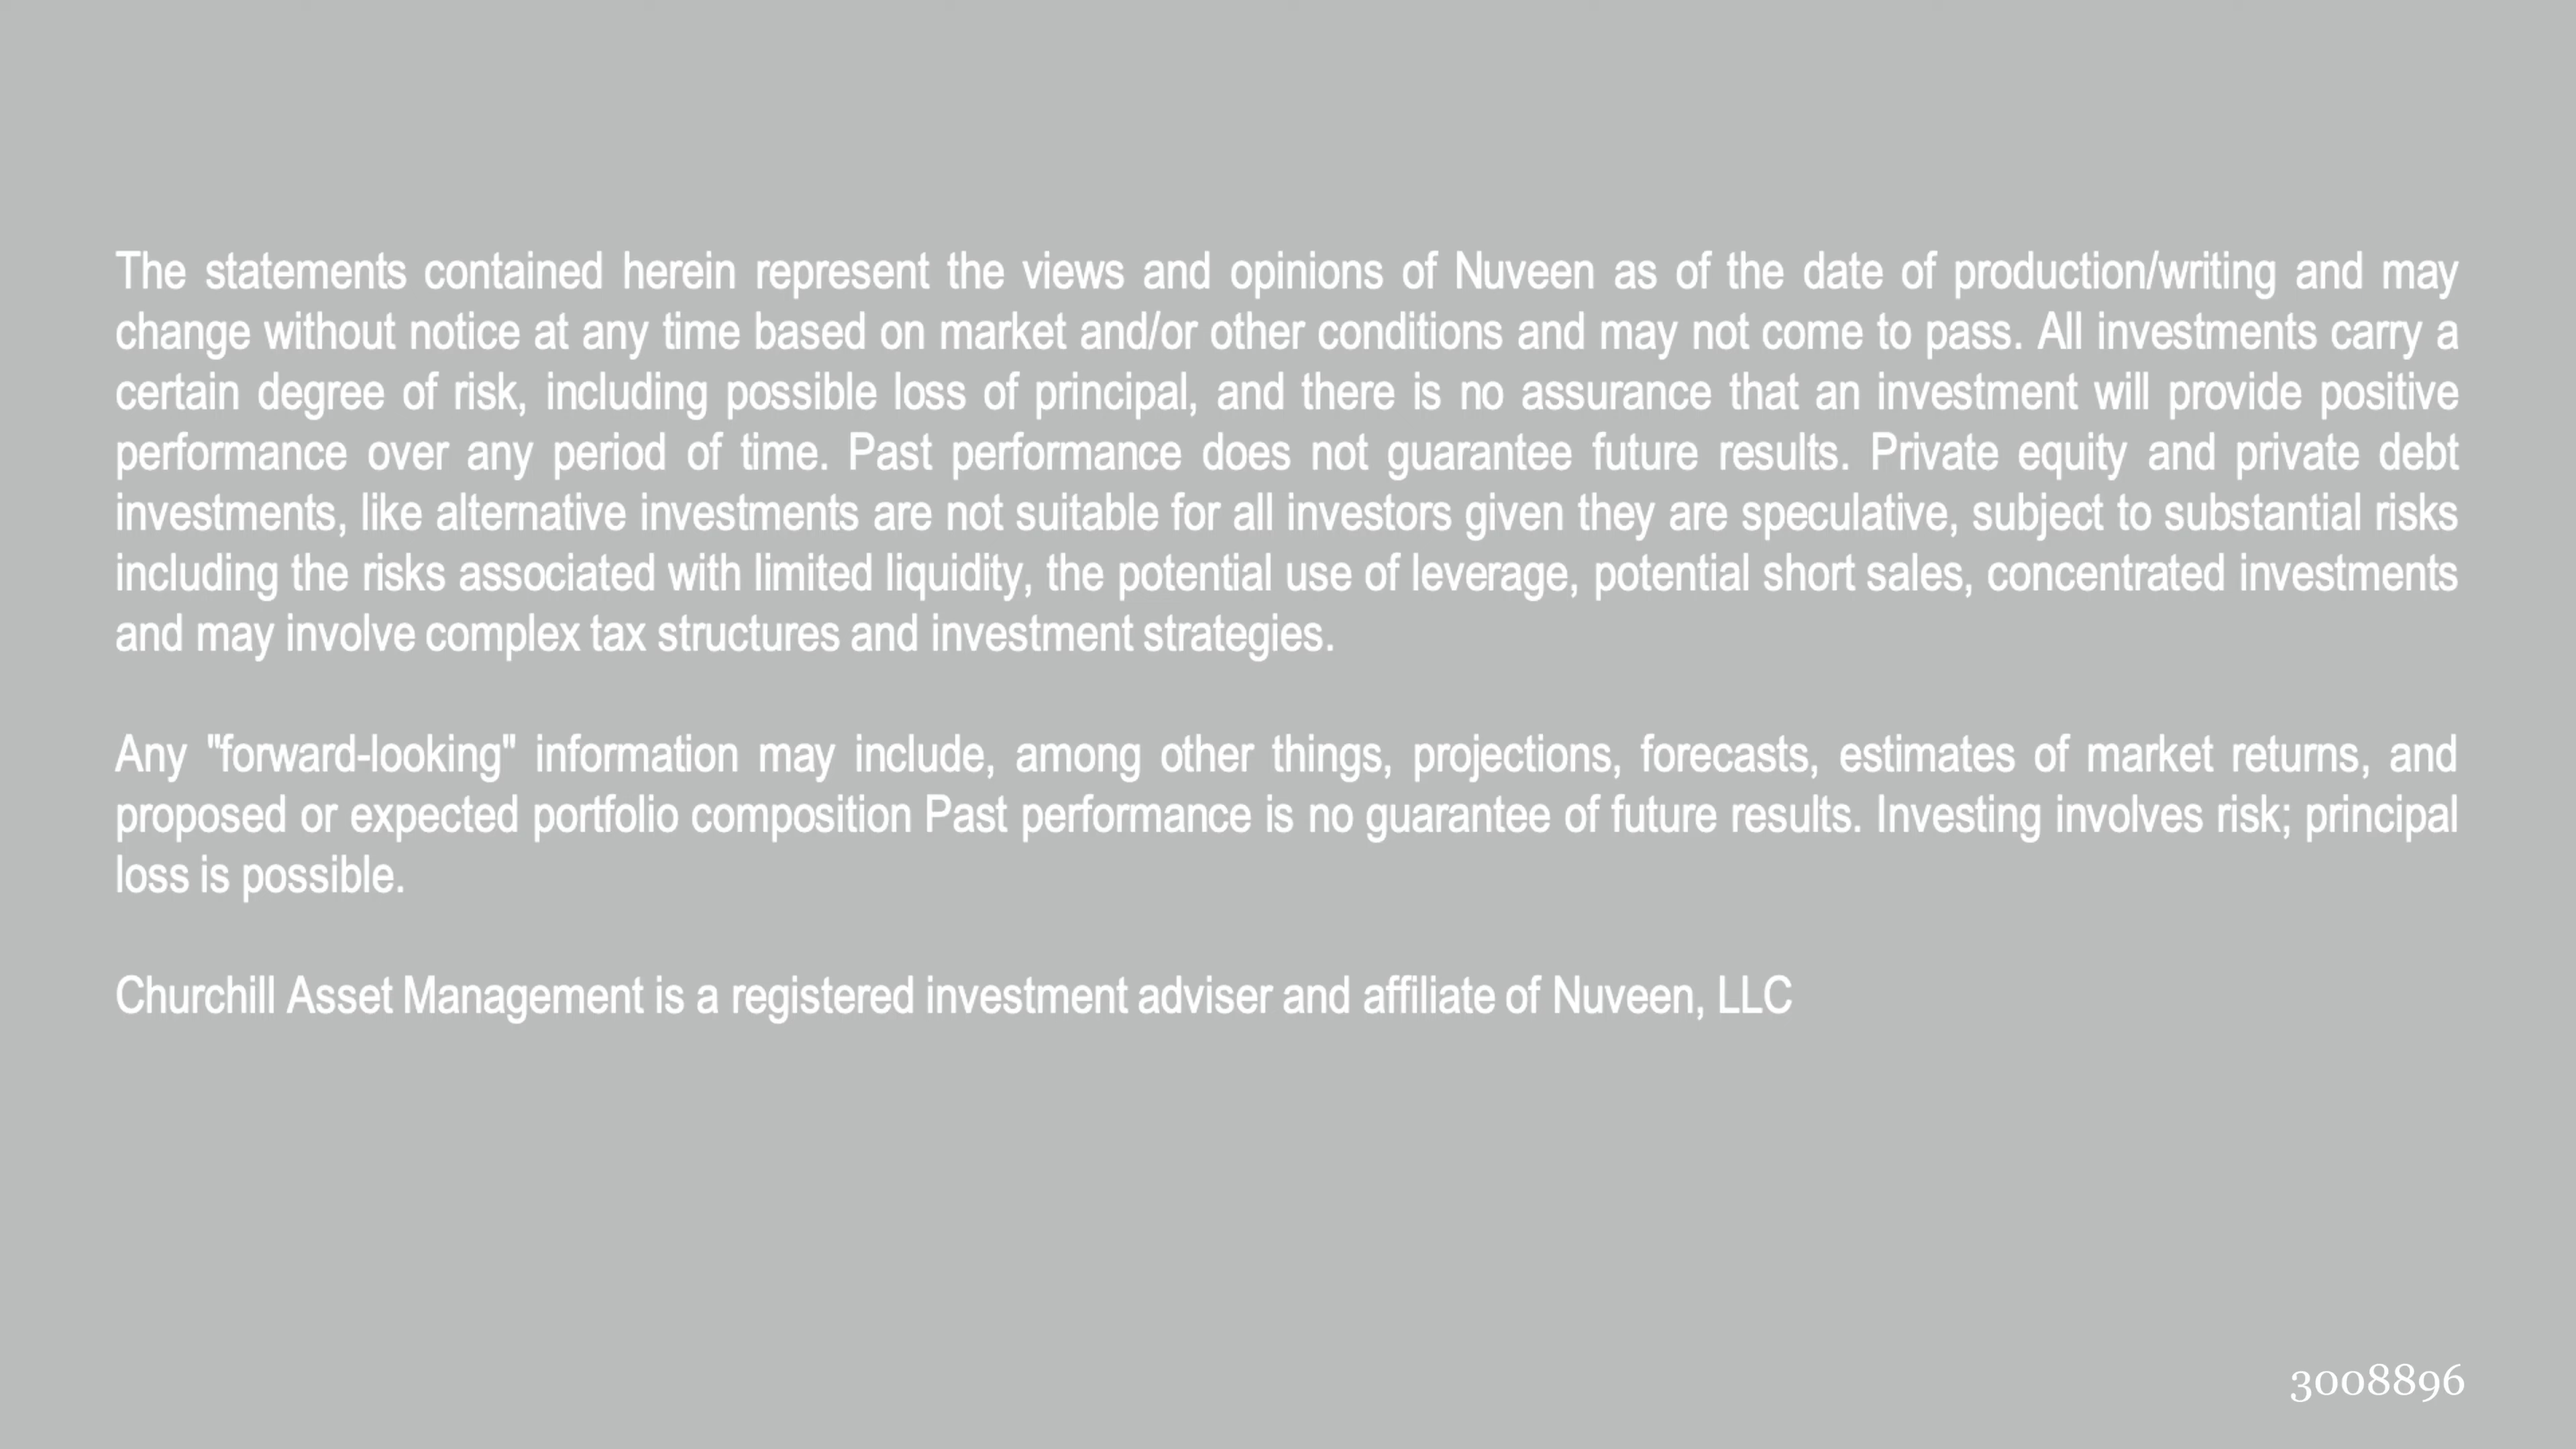 The statements contained herein represent the views and opinions of Nuveen as of the date of production/writing and may
change without notice at any time based on market and/or other conditions and may not come to pass. All investments carry a
certain degree of risk, including possible loss of principal, and there is no assurance that an investment will provide positive
performance over any period of time. Past performance does not guarantee future results. Private equity and private debt
investments, like alternative investments are not suitable for all investors given they are speculative, subject to substantial risks
including the risks associated with limited liquidity, the potential use of leverage, potential short sales, concentrated investments
and may involve complex tax structures and investment strategies.
Any "forward-looking" information may include, among other things, projections, forecasts, estimates of market returns, and
proposed or expected portfolio composition Past performance is no guarantee of future results. Investing involves risk; principal
loss is possible.
Churchill Asset Management is a registered investment adviser and affiliate of Nuveen, LLC
3008896